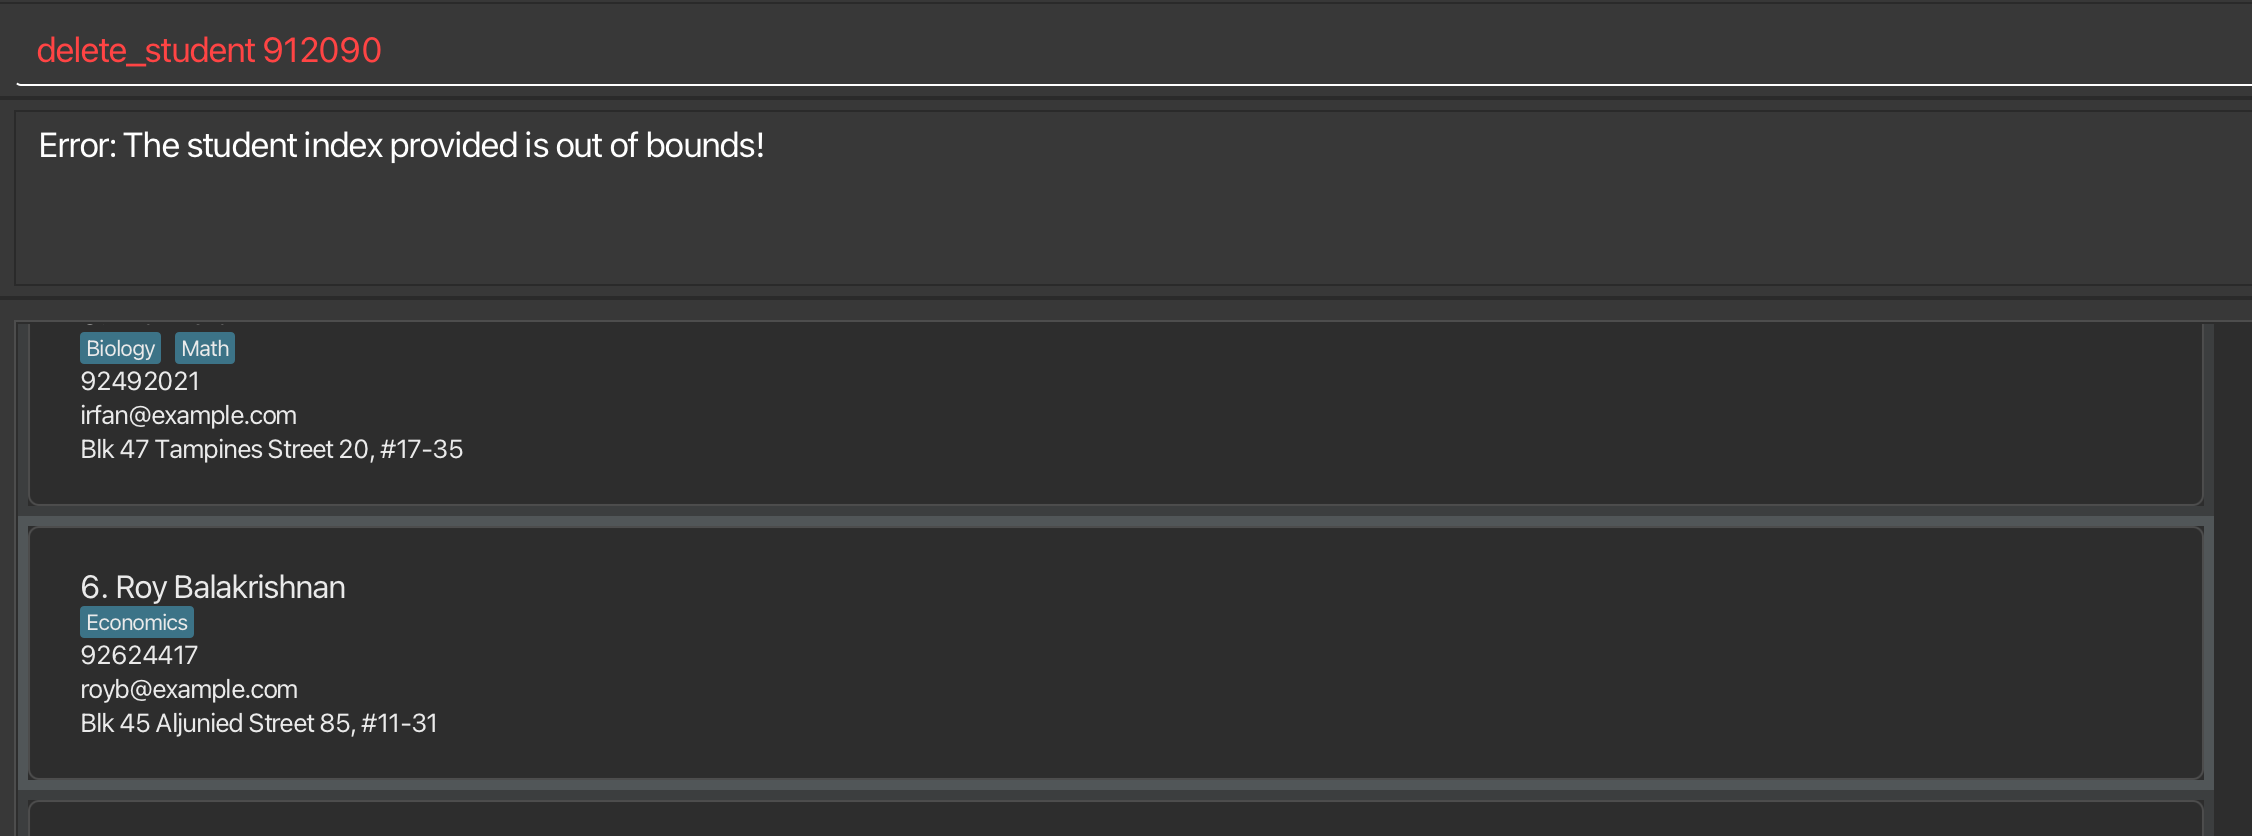 delete_student 912090
Error: The student index provided is out of bounds!
Biology Math
92492021
irfan@example.com
Blk 47 Tampines Street 20, #17-35
6. Roy Balakrishnan
Economics
92624417
royb@example.com
Blk 45 Aljunied Street 85, #11-31